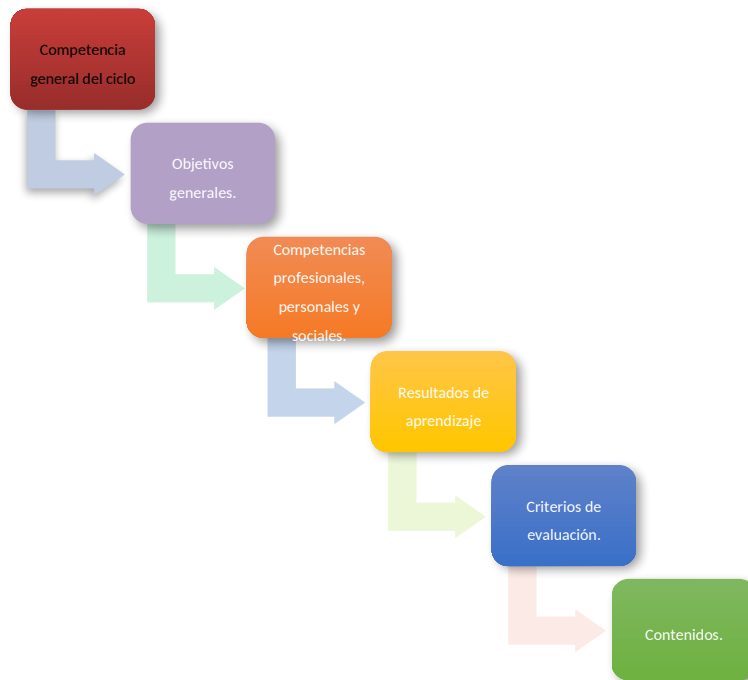 Competencia
general del ciclo
Objetivos
generales.
Competencias
profesionales,
personales y
sociales.
Resultados de
aprendizaje
Criterios de
evaluación.
Contenidos.